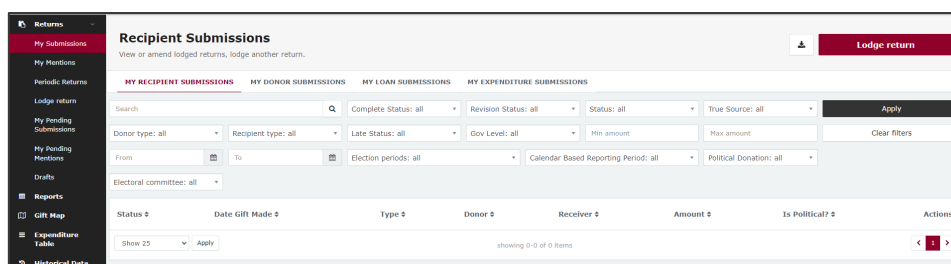 Returns
My Submissions
My Mentions
Periodic Returns
Lodge return
My Pending
Submissions
My Pending
Mentions
Drafts
Reports
Gift Map
Expenditure
Table
Historical Data
Recipient Submissions
View or amend lodged returns, lodge another return.
Lodge return
MY RECIPIENT SUBMISSIONS MY DONOR SUBMISSIONS MY LOAN SUBMISSIONS MY EXPENDITURE SUBMISSIONS
Search Complete Status: all Revision Status: all Status: all True Source: all Apply
Donor type: all Recipient type: all Late Status: all Gov Level: all Min amount Max amount Clear filters
From To Election periods: all Calendar Based Reporting Period: all Political Donation: all
Electoral committee: all
Status Date Gift Made Type Donor Receiver Amount Is Political? Actions
Show 25 Apply showing 0-0 of 0 items 1